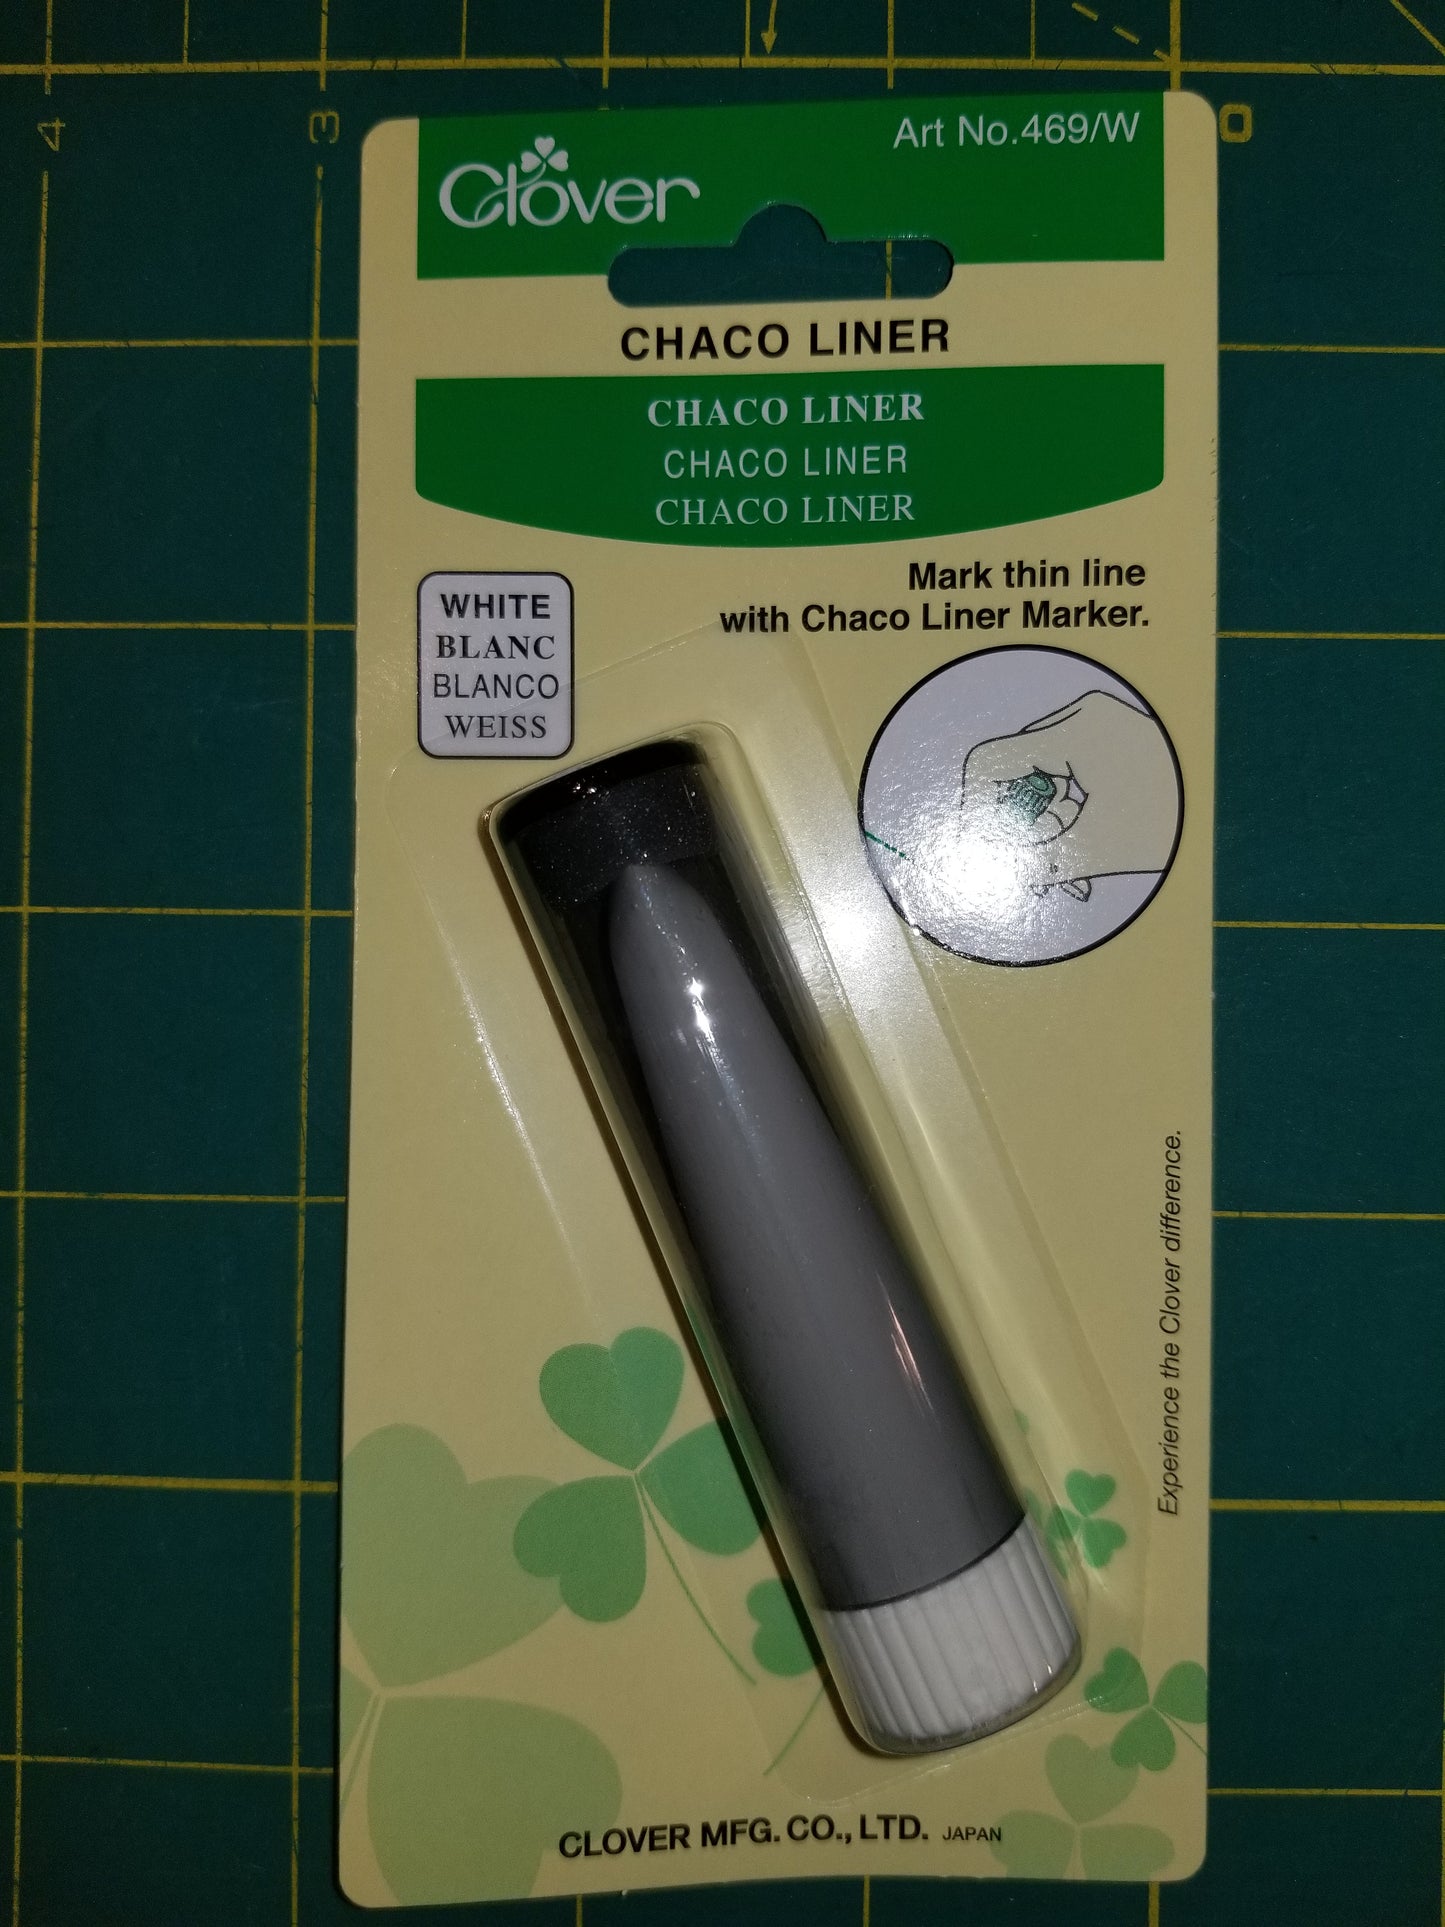 4
3
0
Clover
Art No.469/W
CHACO LINER
CHACO LINER
CHACO LINER
CHACO LINER
WHITE
BLANC
BLANCO
WEISS
Mark thin line
with Chaco Liner Marker.
Experience the Clover difference.
CLOVER MFG. CO., LTD. JAPAN